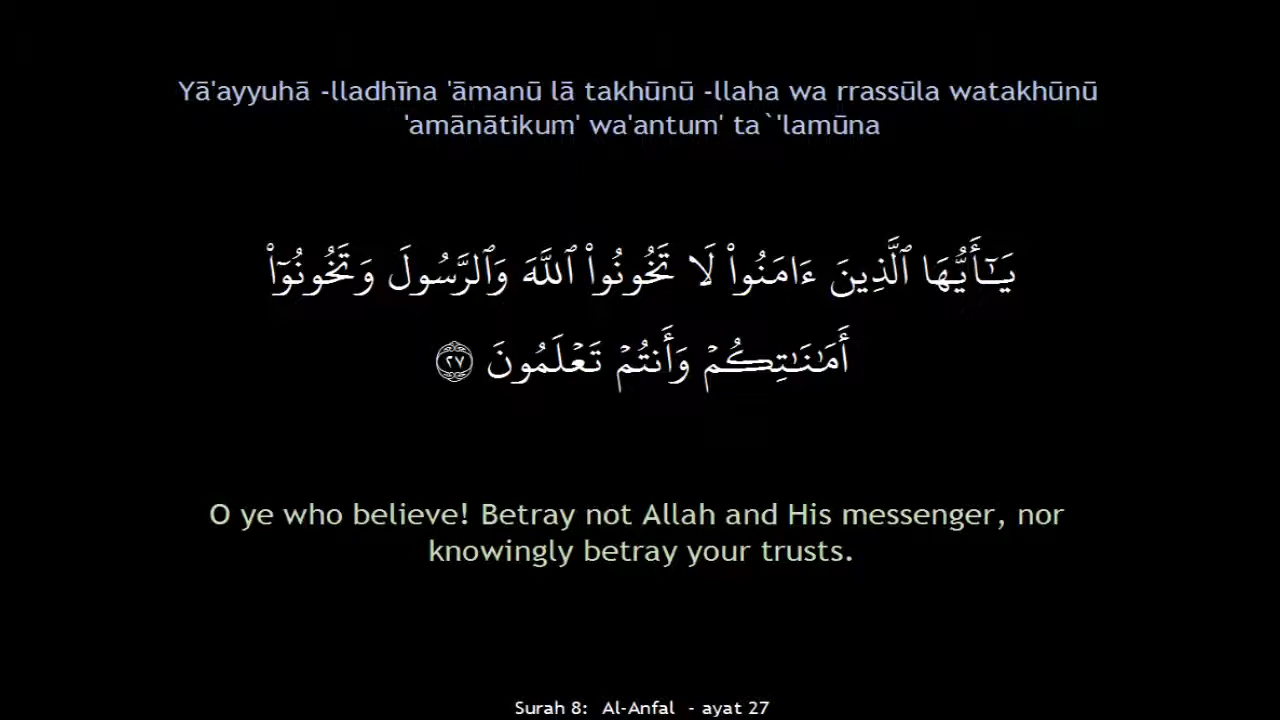 Yā'ayyuhā -lladhīna 'āmanū lā takhūnū -llaha wa rrassūla watakhūnū
'amānātikum' wa'antum' ta`'lamūna
يَـٰٓأَيُّهَا ٱلَّذِينَ ءَامَنُوا۟ لَا تَخُونُوا۟ ٱللَّهَ وَٱلرَّسُولَ وَتَخُونُوٓا۟
أَمَـٰنَـٰتِكُمْ وَأَنتُمْ تَعْلَمُونَ ٢٧
O ye who believe! Betray not Allah and His messenger, nor
knowingly betray your trusts.
Surah 8: Al-Anfal - ayat 27